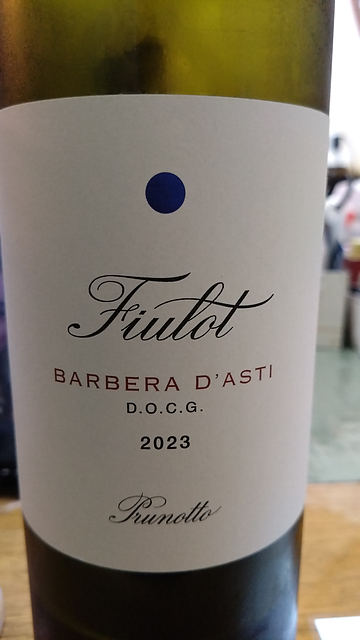 Fiulot
BARBERA D'ASTI
D.O.C.G.
2023
Prunotto